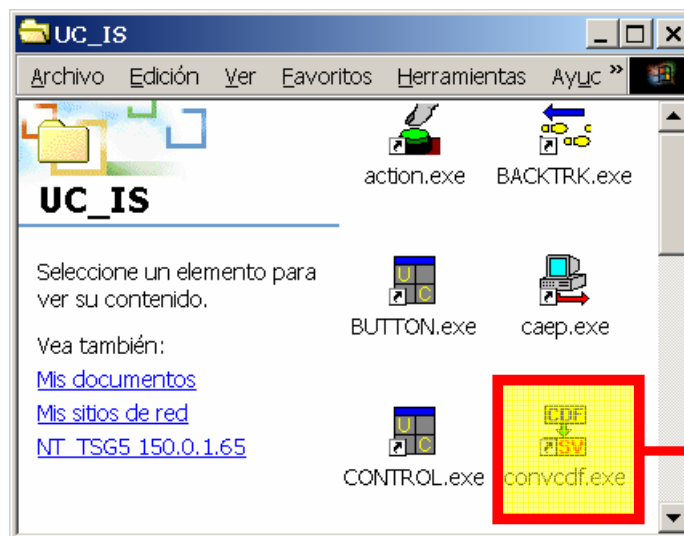 UC_IS
Archivo Edición Ver Favoritos Herramientas Ayuc »
UC_IS
Seleccione un elemento para
ver su contenido.
Vea también:
Mis documentos
Mis sitios de red
NT TSG5 150.0.1.65
action.exe BACKTRK.exe
U
C
BUTTON.exe caep.exe
U
C
CDF
SV
CONTROL.exe convcdf.exe